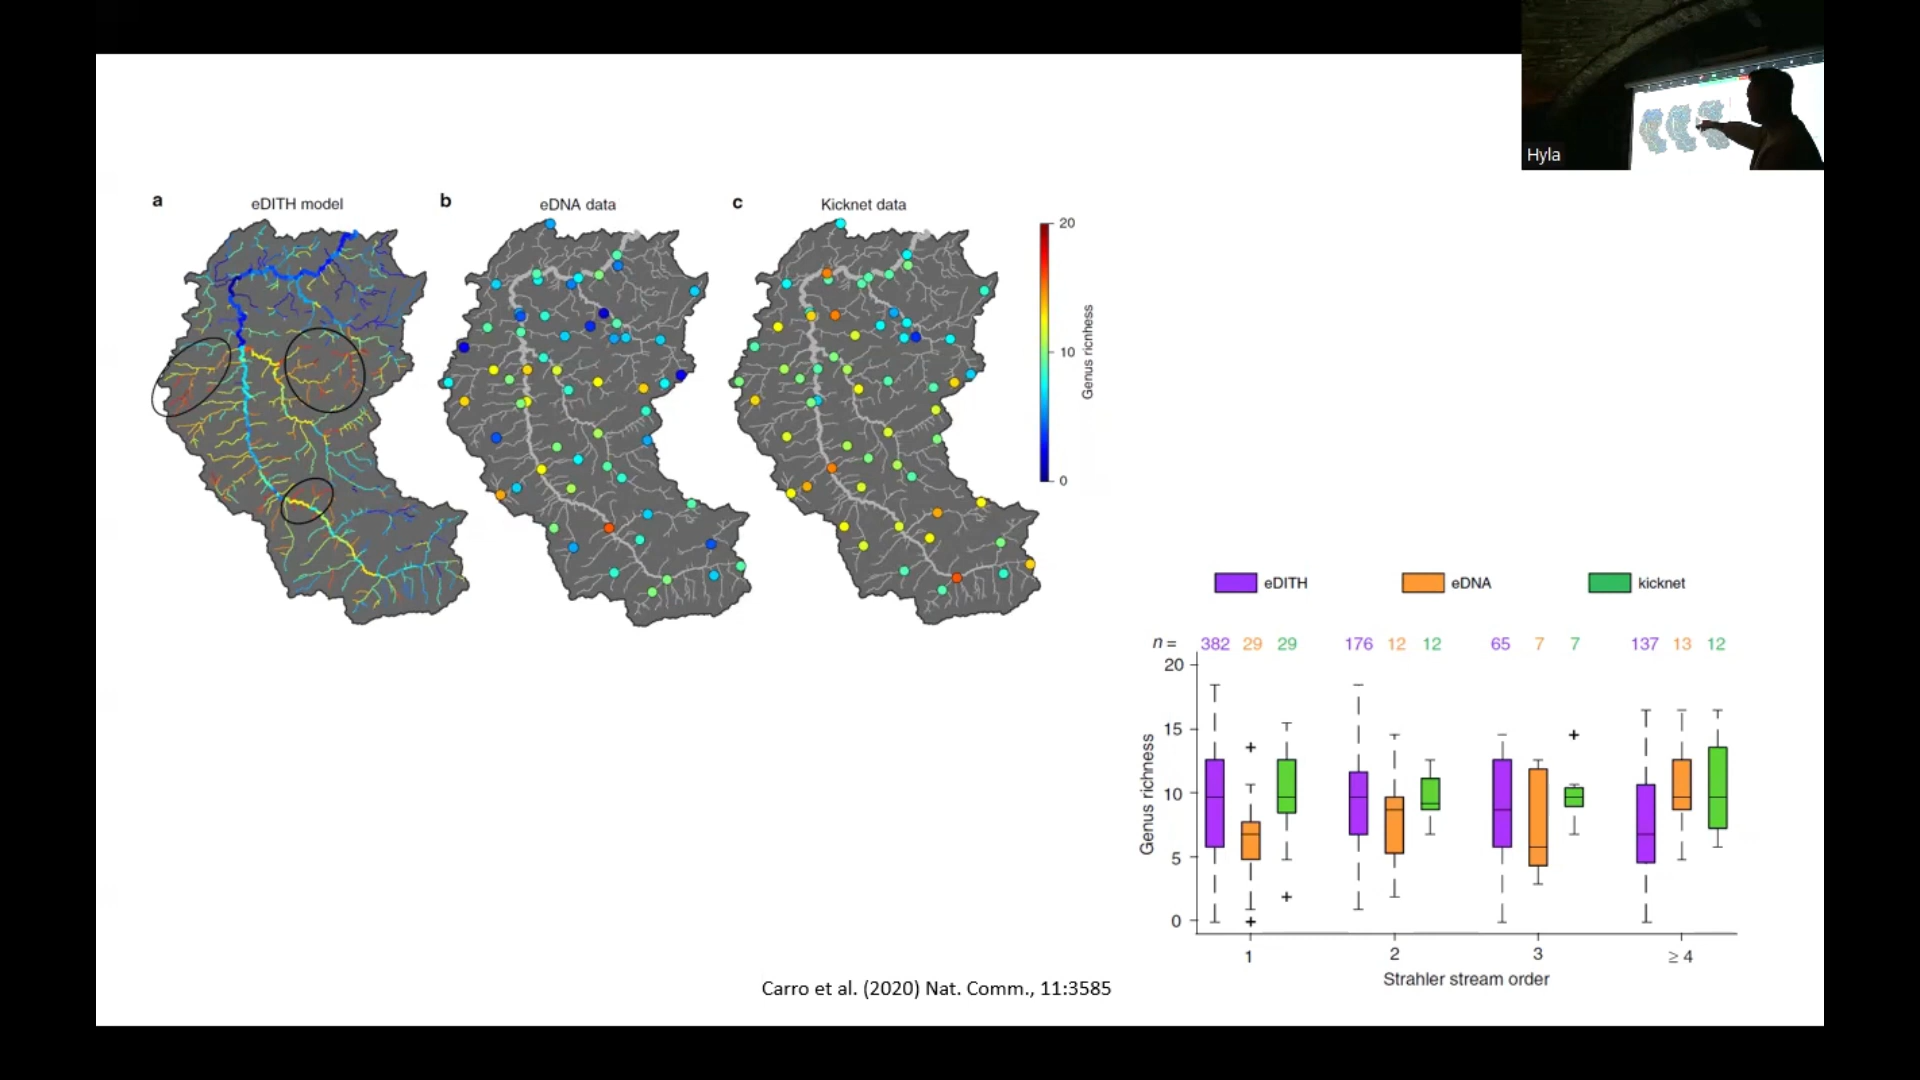 Hyla
a eDITH model b eDNA data c Kicknet data
20
10
0
Genus richness
eDITH eDNA kicknet
n = 382 29 29 176 12 12 65 7 7 137 13 12
20
15
10
5
0
Genus richness
1 2 3 ≥ 4
Strahler stream order
Carro et al. (2020) Nat. Comm., 11:3585